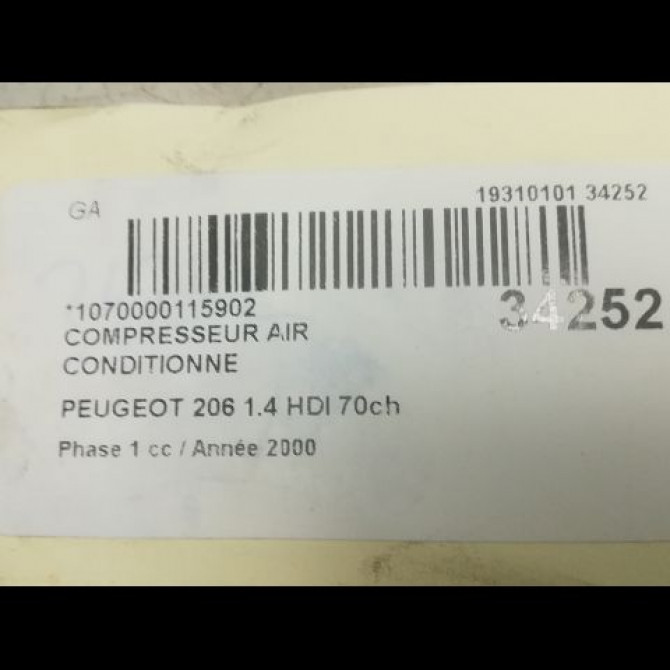 GA
19310101 34252
*1070000115902
34252
COMPRESSEUR AIR
CONDITIONNE
PEUGEOT 206 1.4 HDI 70ch
Phase 1 cc / Année 2000